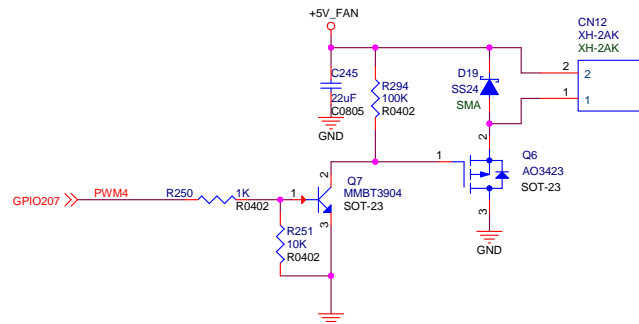 +5V_FAN
CN12
XH-2AK
XH-2AK
C245
22uF
C0805
GND
R294
100K
R0402
D19
SS24
SMA
2
2
1
1
2
1
Q6
AO3423
SOT-23
3
GND
2
Q7
MMBT3904
SOT-23
1
3
GPIO207
PWM4
R250
1K
R0402
R251
10K
R0402